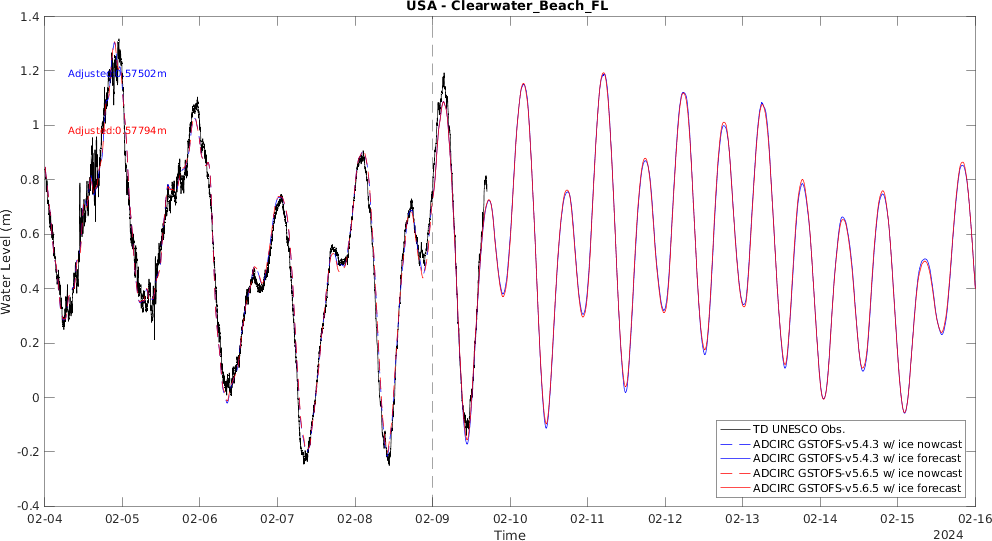 USA - Clearwater_Beach_FL
1.4
1.2
1
0.8
0.6
0.4
0.2
0
-0.2
-0.4
Water Level (m)
Adjusted:0.57502m
Adjusted:0.57794m
TD UNESCO Obs.
ADCIRC GSTOFS-v5.4.3 w/ ice nowcast
ADCIRC GSTOFS-v5.4.3 w/ ice forecast
ADCIRC GSTOFS-v5.6.5 w/ ice nowcast
ADCIRC GSTOFS-v5.6.5 w/ ice forecast
02-04 02-05 02-06 02-07 02-08 02-09 02-10 02-11 02-12 02-13 02-14 02-15 02-16
Time
2024